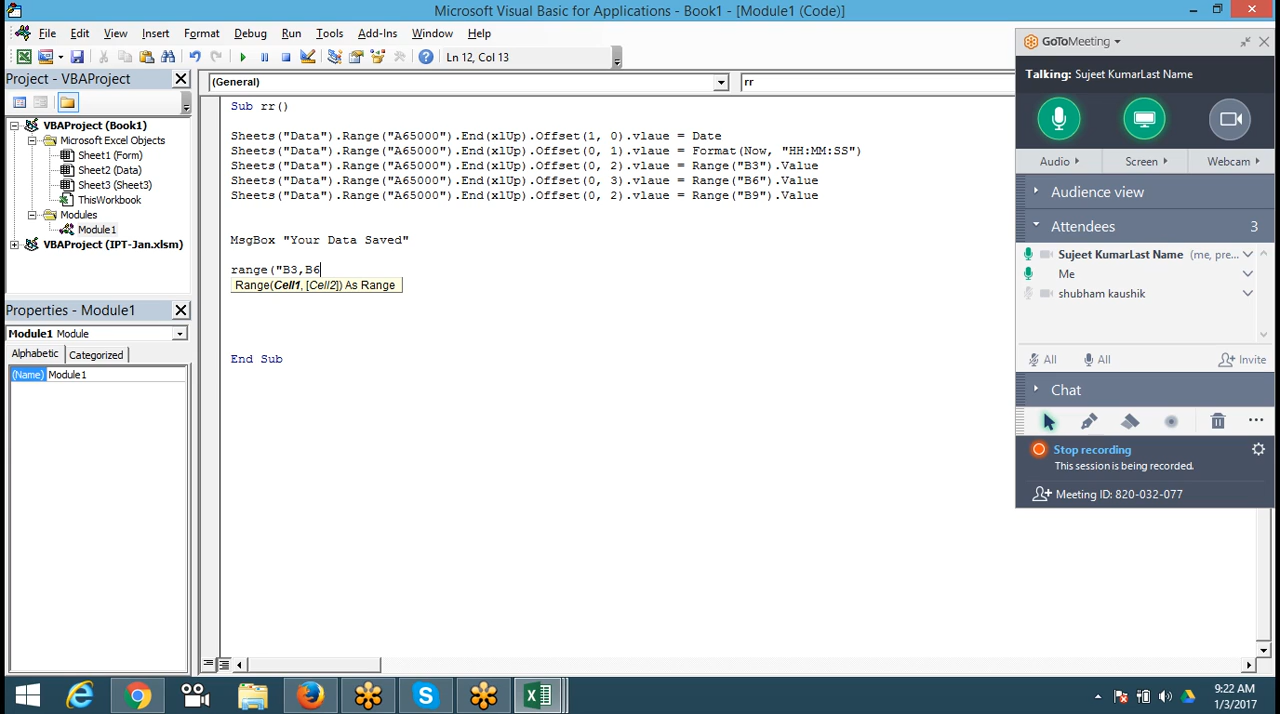 Microsoft Visual Basic for Applications - Book1 - [Module1 (Code)]
File Edit View Insert Format Debug Run Tools Add-Ins Window Help
Ln 12, Col 13
Project - VBAProject
VBAProject (Book1)
Microsoft Excel Objects
Sheet1 (Form)
Sheet2 (Data)
Sheet3 (Sheet3)
ThisWorkbook
Modules
Module1
VBAProject (IPT-Jan.xlsm)
Properties - Module1
Module1 Module
Alphabetic Categorized
(Name) Module1
(General) rr
Sub rr()
Sheets("Data").Range("A65000").End(xlUp).Offset(1, 0).vlaue = Date
Sheets("Data").Range("A65000").End(xlUp).Offset(0, 1).vlaue = Format(Now, "HH:MM:SS")
Sheets("Data").Range("A65000").End(xlUp).Offset(0, 2).vlaue = Range("B3").Value
Sheets("Data").Range("A65000").End(xlUp).Offset(0, 3).vlaue = Range("B6").Value
Sheets("Data").Range("A65000").End(xlUp).Offset(0, 2).vlaue = Range("B9").Value
MsgBox "Your Data Saved"
range("B3,B6
Range(Cell1, [Cell2]) As Range
End Sub
GoToMeeting
Talking: Sujeet KumarLast Name
Audio Screen Webcam
Audience view
Attendees 3
Sujeet KumarLast Name (me, pre...
Me
shubham kaushik
All All Invite
Chat
Stop recording
This session is being recorded.
Meeting ID: 820-032-077
9:22 AM
1/3/2017